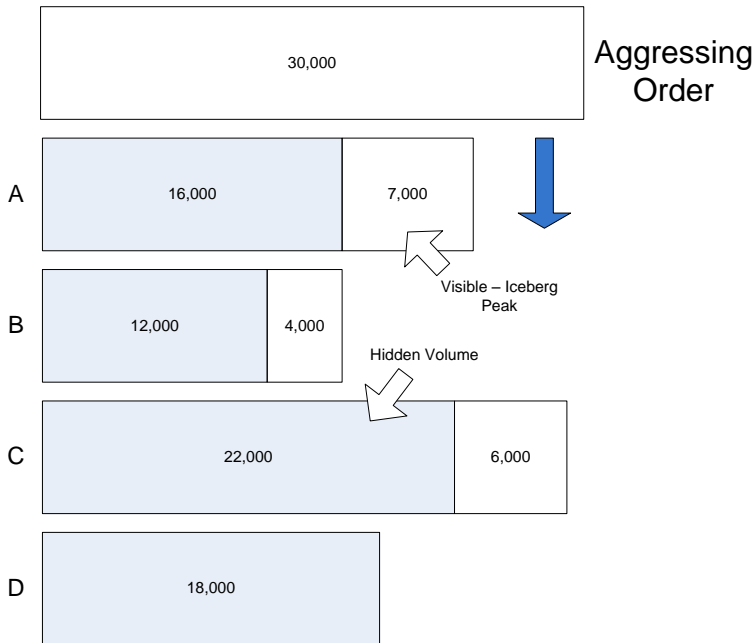 30,000
Aggressing
Order
A
16,000
7,000
Visible – Iceberg
Peak
B
12,000
4,000
Hidden Volume
C
22,000
6,000
D
18,000